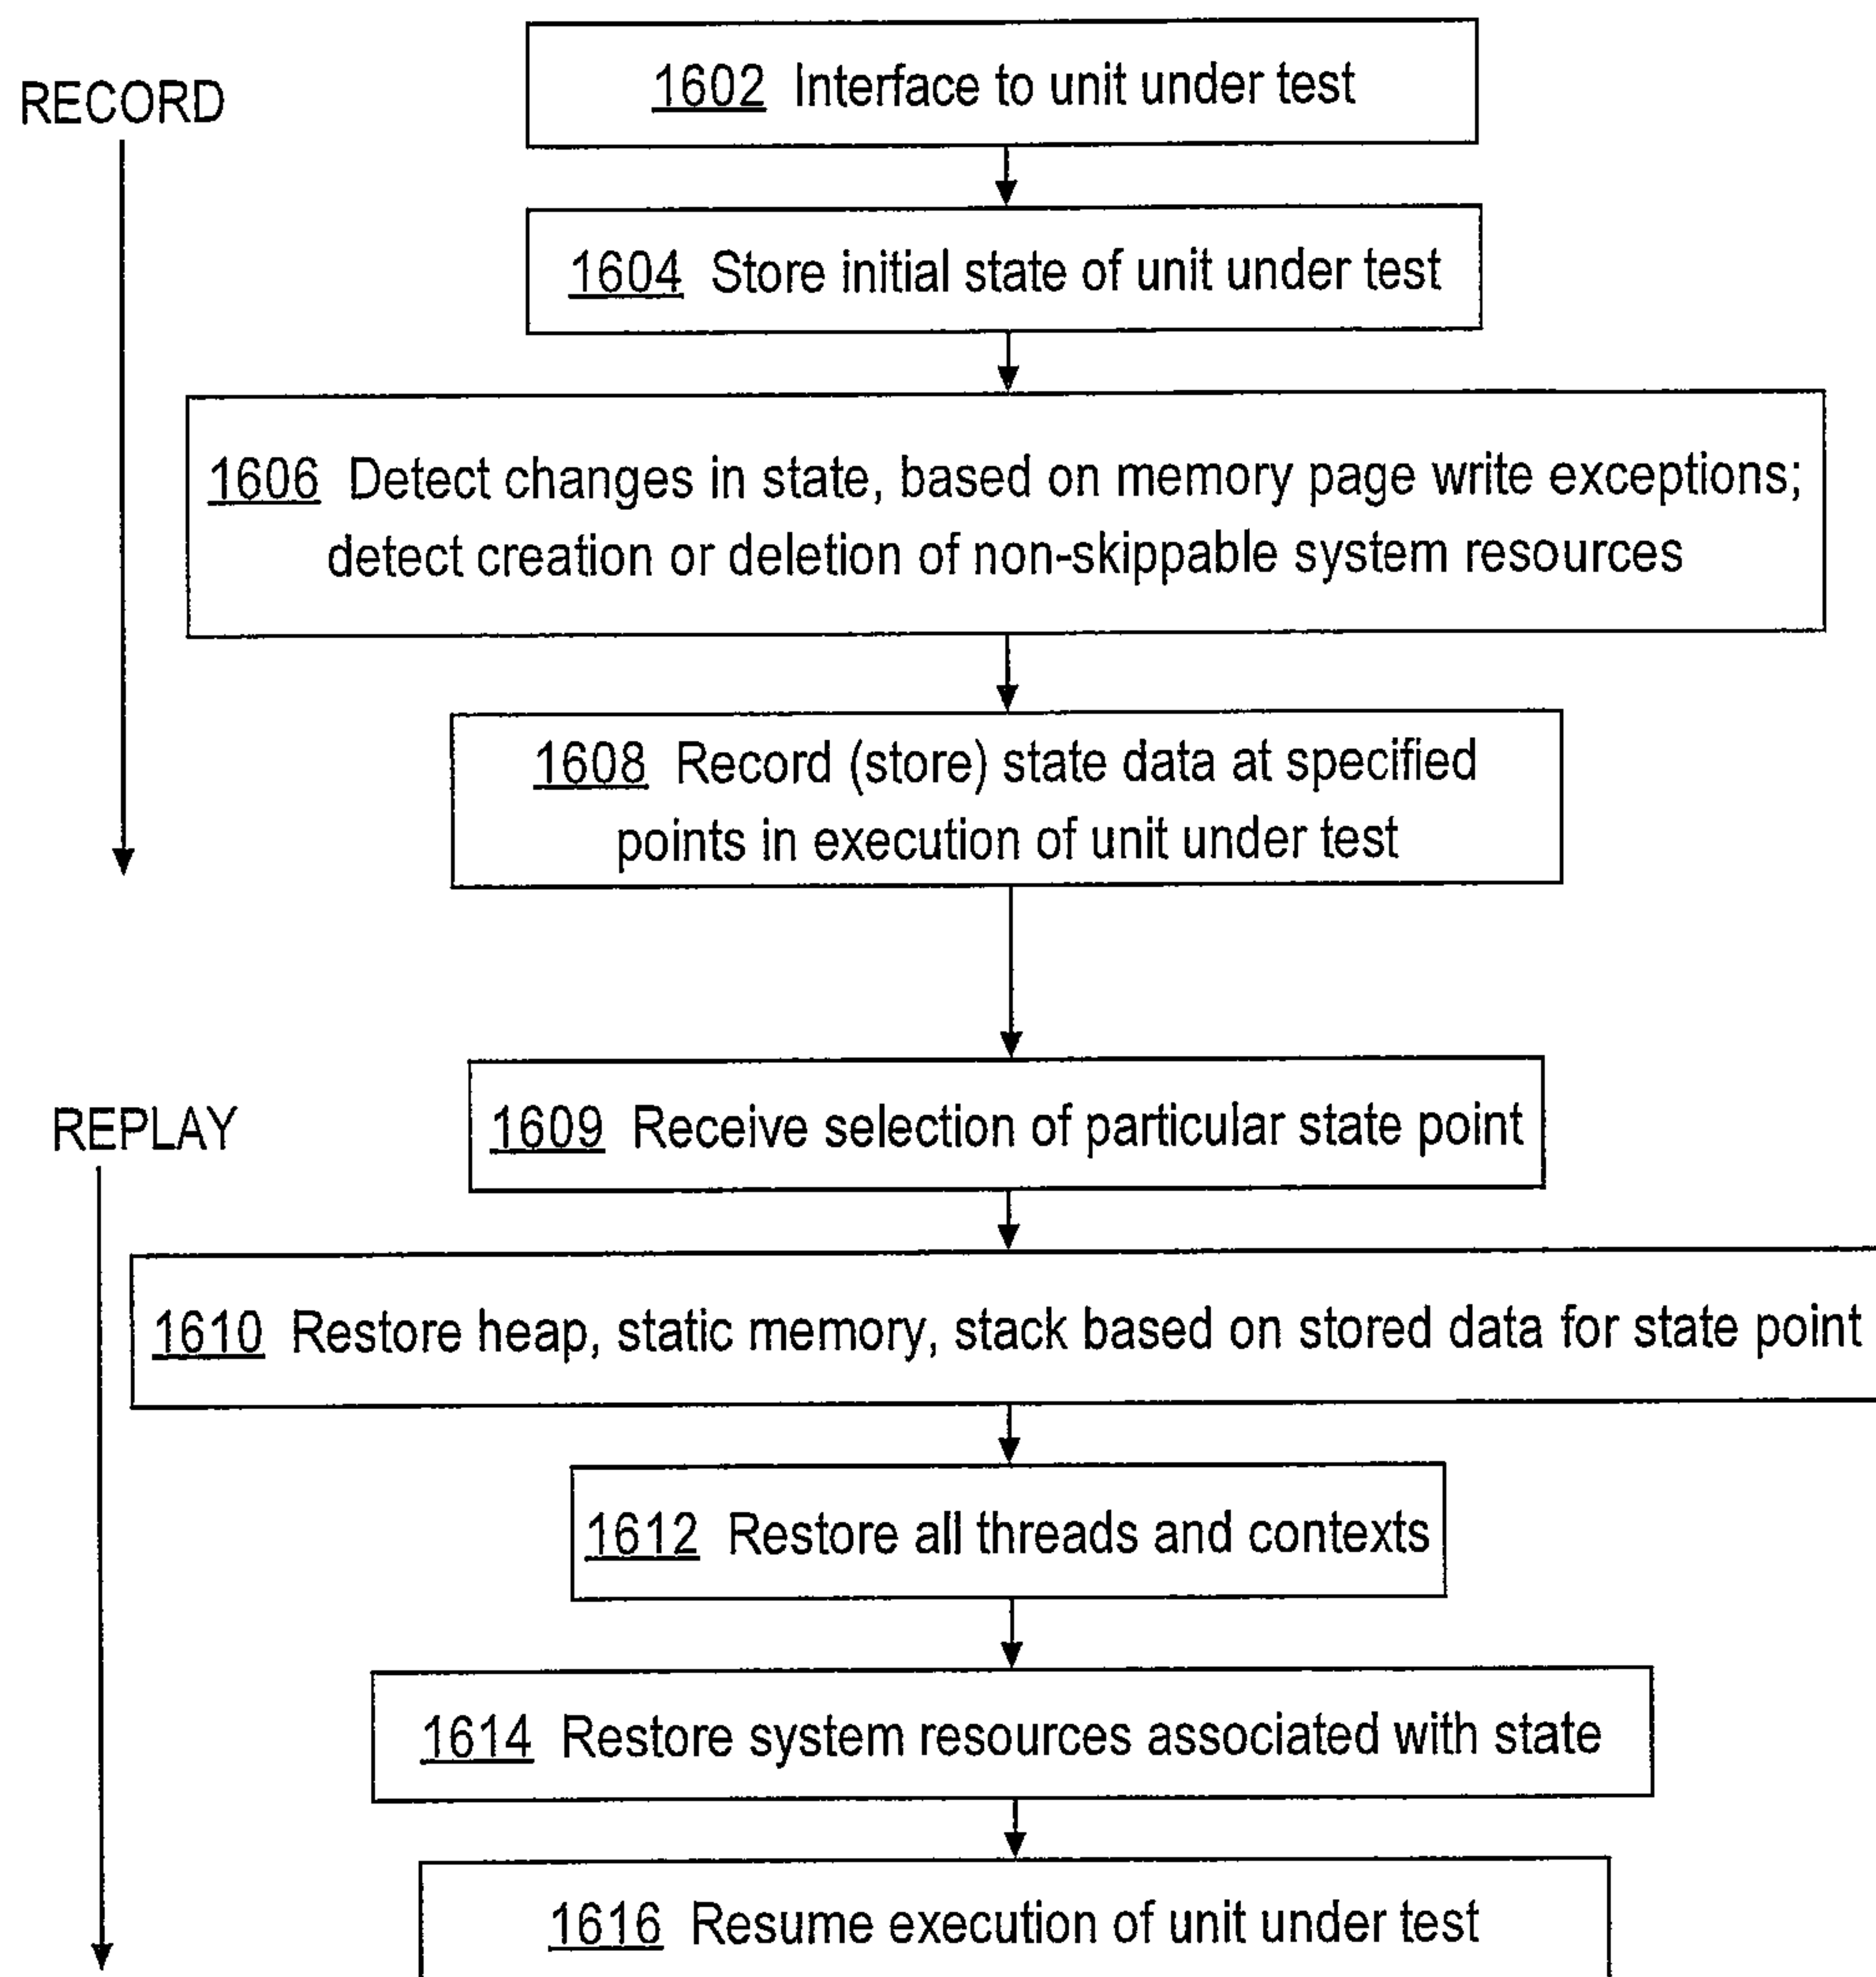 RECORD
1602 Interface to unit under test
1604 Store initial state of unit under test
1606 Detect changes in state, based on memory page write exceptions;
detect creation or deletion of non-skippable system resources
1608 Record (store) state data at specified
points in execution of unit under test
REPLAY
1609 Receive selection of particular state point
1610 Restore heap, static memory, stack based on stored data for state point
1612 Restore all threads and contexts
1614 Restore system resources associated with state
1616 Resume execution of unit under test